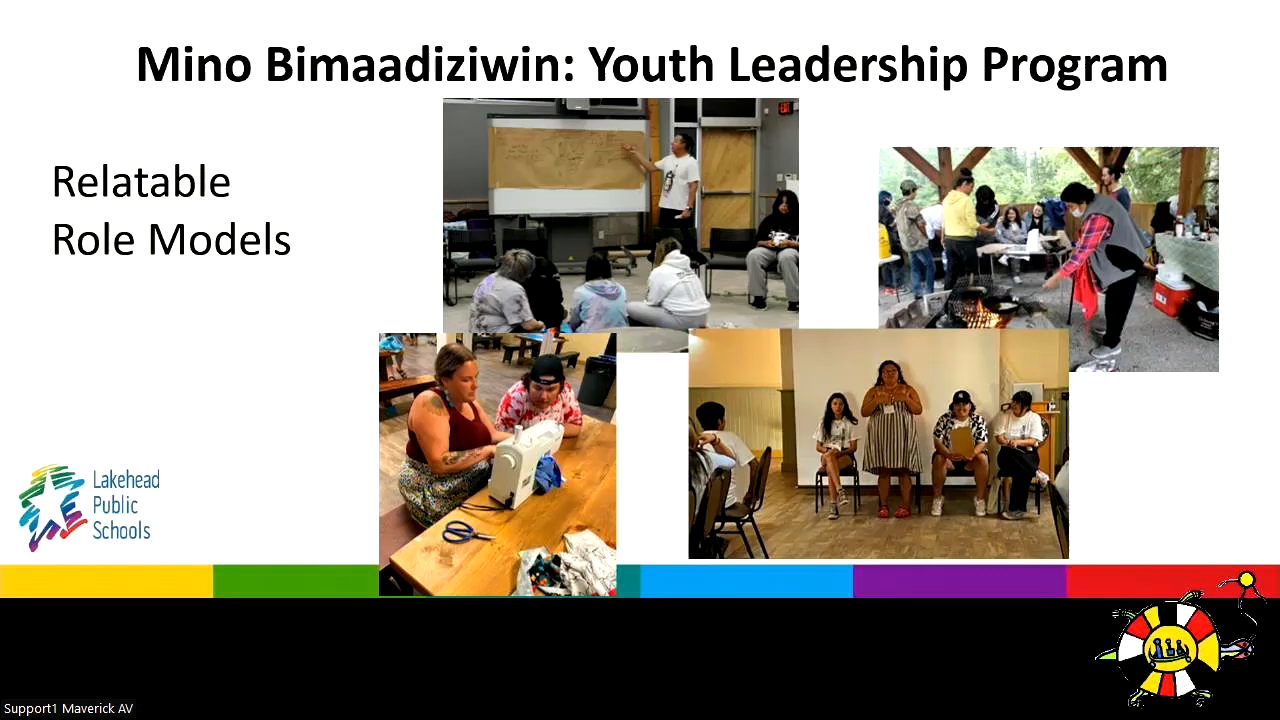 Mino Bimaadiziwin: Youth Leadership Program
Relatable
Role Models
Lakehead
Public
Schools
Support1 Maverick AV